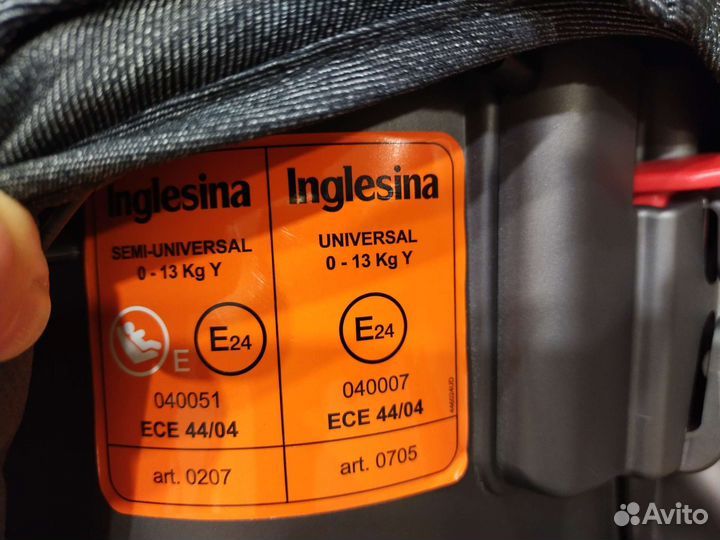 Inglesina
SEMI-UNIVERSAL
0 - 13 Kg Y
E
E24
040051
ECE 44/04
art. 0207
Inglesina
UNIVERSAL
0 - 13 Kg Y
E24
040007
ECE 44/04
art. 0705
Avito